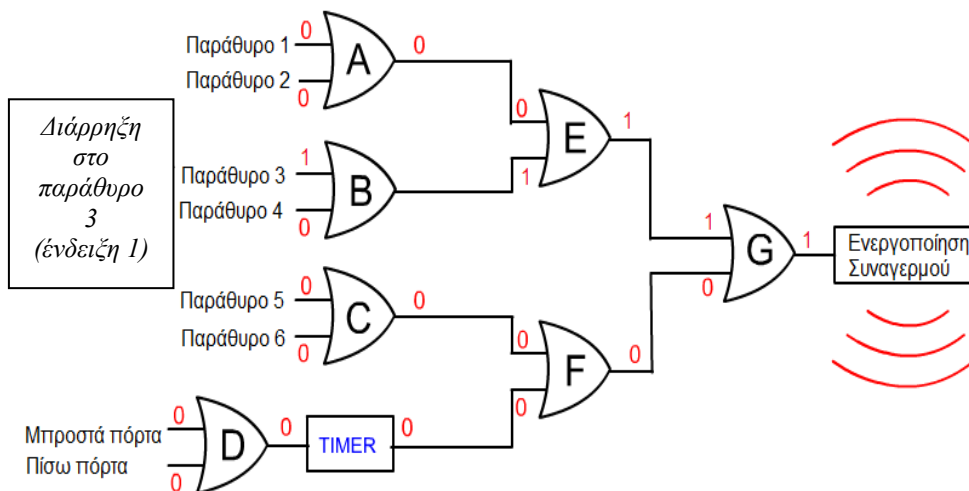 0
Παράθυρο 1
A
0
Παράθυρο 2
0
0
E
1
Διάρρηξη
στο
παράθυρο
3
(ένδειξη 1)
1
Παράθυρο 3
B
1
Παράθυρο 4
0
1
G
1
Ενεργοποίηση
Συναγερμού
0
0
Παράθυρο 5
C
0
Παράθυρο 6
0
0
F
0
0
0
Μπροστά πόρτα
D
0
TIMER
0
Πίσω πόρτα
0